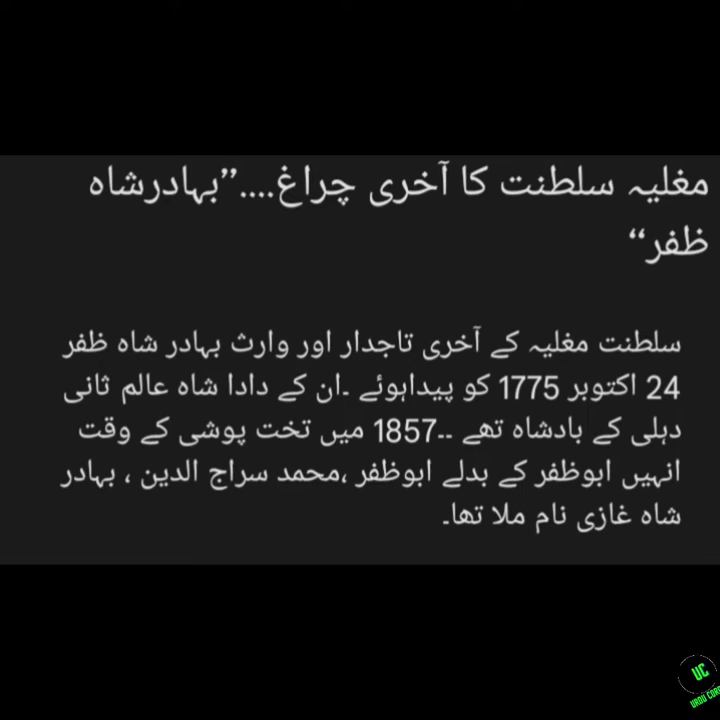 مغلیہ سلطنت کا آخری چراغ....”بہادرشاہ
ظفر“
سلطنت مغلیہ کے آخری تاجدار اور وارث بہادر شاہ ظفر
24 اکتوبر 1775 کو پیداہوئے ۔ان کے دادا شاہ عالم ثانی
دہلی کے بادشاہ تھے ۔۔1857 میں تخت پوشی کے وقت
انہیں ابوظفر کے بدلے ابوظفر ،محمد سراج الدین ، بہادر
شاہ غازی نام ملا تھا۔
UC